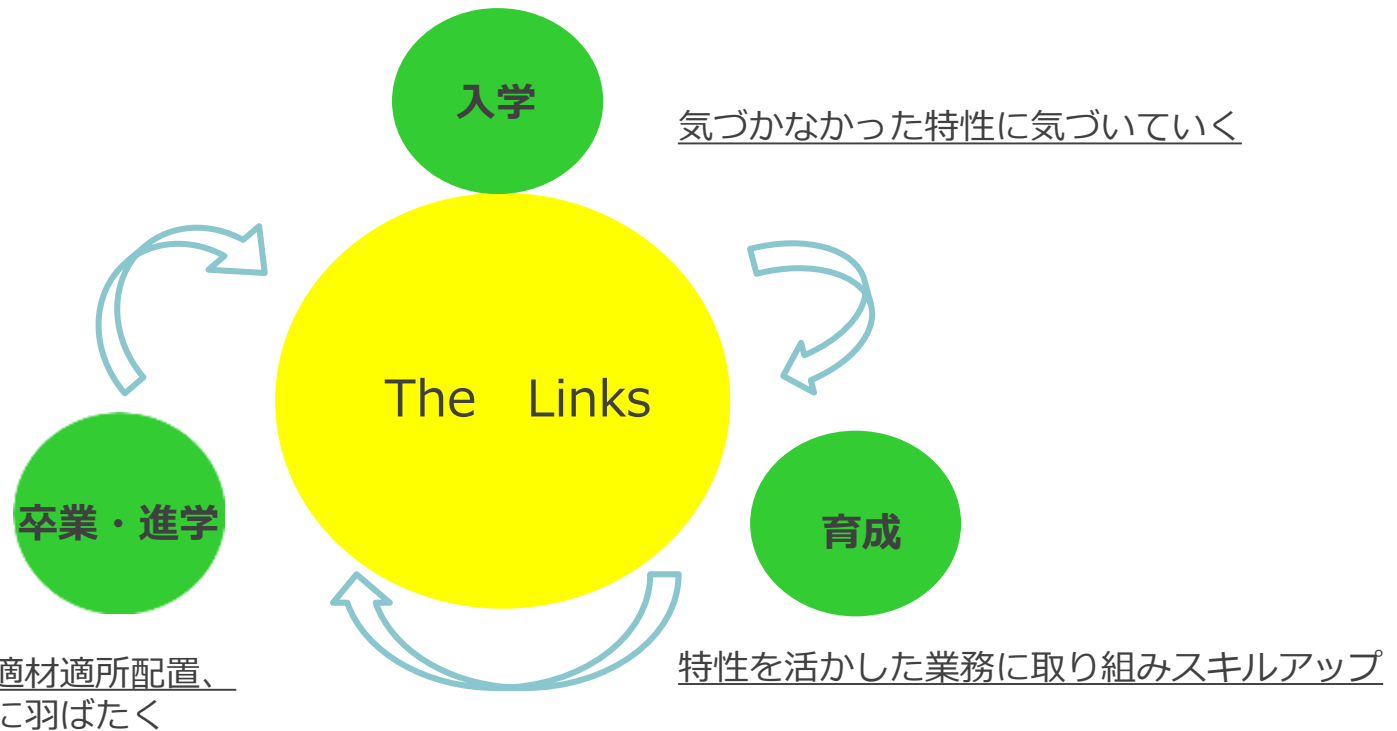 入学
気づかなかった特性に気づいていく
The　Links
卒業・進学
育成
適材適所配置、
に羽ばたく
特性を活かした業務に取り組みスキルアップ